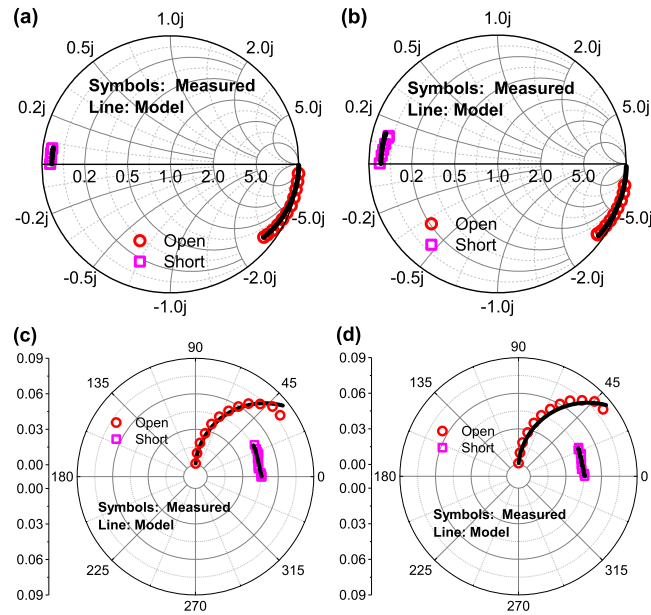 (a)
1.0j
0.5j
2.0j
Symbols: Measured
Line: Model
0.2j
5.0j
0.2
0.5
1.0
2.0
5.0
-0.2j
-5.0j
Open
Short
-0.5j
-2.0j
-1.0j
(b)
1.0j
0.5j
2.0j
Symbols: Measured
Line: Model
0.2j
5.0j
0.2
0.5
1.0
2.0
5.0
-0.2j
-5.0j
Open
Short
-0.5j
-2.0j
-1.0j
(c)
90
0.09
135
45
0.06
Open
Short
0.03
0.00
180
0
0.00
0.03
Symbols: Measured
Line: Model
0.06
225
315
0.09
270
(d)
90
0.09
135
45
0.06
Open
Short
0.03
0.00
180
0
0.00
0.03
Symbols: Measured
Line: Model
0.06
225
315
0.09
270